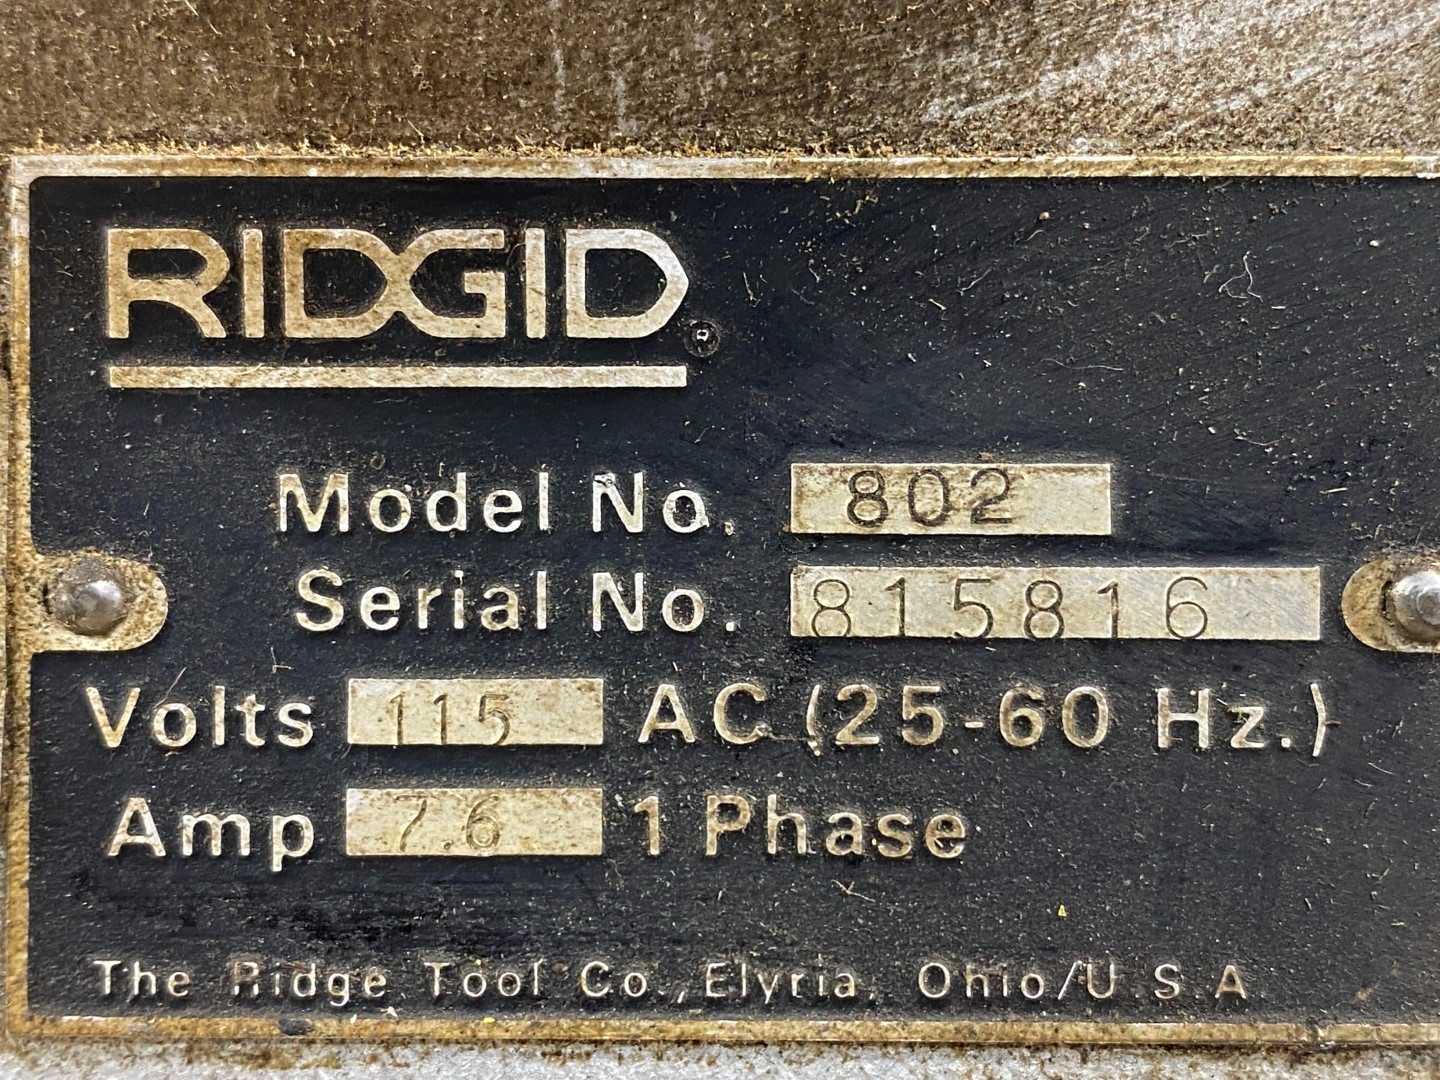 RIDGID®
Model No. 802
Serial No. 815816
Volts 115 AC (25-60 Hz.)
Amp 7.6 1 Phase
The Ridge Tool Co., Elyria, Ohio/U.S.A.